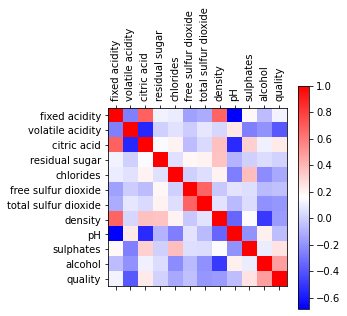 fixed acidity
volatile acidity
citric acid
residual sugar
chlorides
free sulfur dioxide
total sulfur dioxide
density
pH
sulphates
alcohol
quality
fixed acidity
volatile acidity
citric acid
residual sugar
chlorides
free sulfur dioxide
total sulfur dioxide
density
pH
sulphates
alcohol
quality
1.0
0.8
0.6
0.4
0.2
0.0
−0.2
−0.4
−0.6